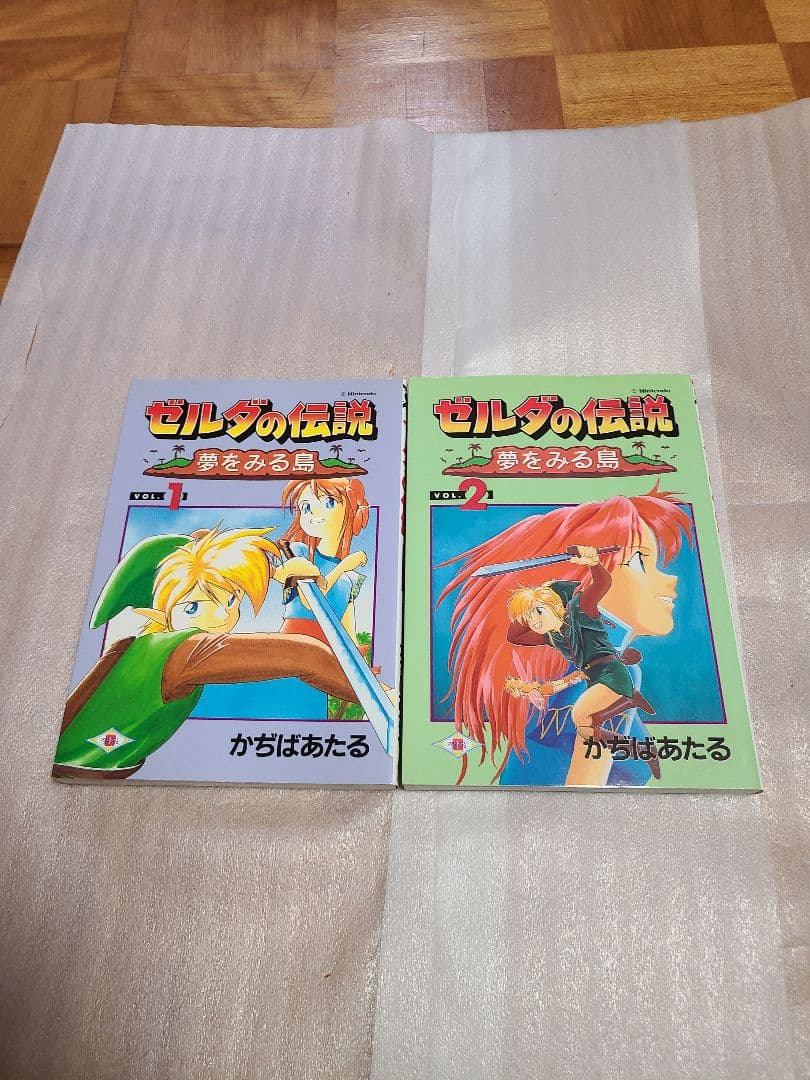 © Nintendo
ゼルダの伝説
夢をみる島
VOL. 1
G
かぢばあたる
© Nintendo
ゼルダの伝説
夢をみる島
VOL. 2
G
かぢばあたる